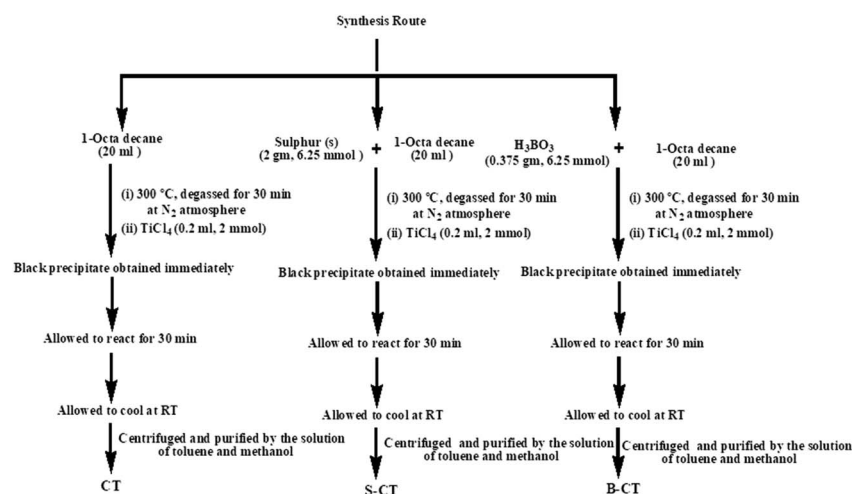 Synthesis Route
1-Octa decane
(20 ml )
(i) 300 °C, degassed for 30 min
at N2 atmosphere
(ii) TiCl4 (0.2 ml, 2 mmol)
Black precipitate obtained immediately
Allowed to react for 30 min
Allowed to cool at RT
Centrifuged and purified by the solution
of toluene and methanol
CT
Sulphur (s)
(2 gm, 6.25 mmol )
+
1-Octa decane
(20 ml )
(i) 300 °C, degassed for 30 min
at N2 atmosphere
(ii) TiCl4 (0.2 ml, 2 mmol)
Black precipitate obtained immediately
Allowed to react for 30 min
Allowed to cool at RT
Centrifuged and purified by the solution
of toluene and methanol
S-CT
H3BO3
(0.375 gm, 6.25 mmol)
+
1-Octa decane
(20 ml )
(i) 300 °C, degassed for 30 min
at N2 atmosphere
(ii) TiCl4 (0.2 ml, 2 mmol)
Black precipitate obtained immediately
Allowed to react for 30 min
Allowed to cool at RT
Centrifuged and purified by the solution
of toluene and methanol
B-CT